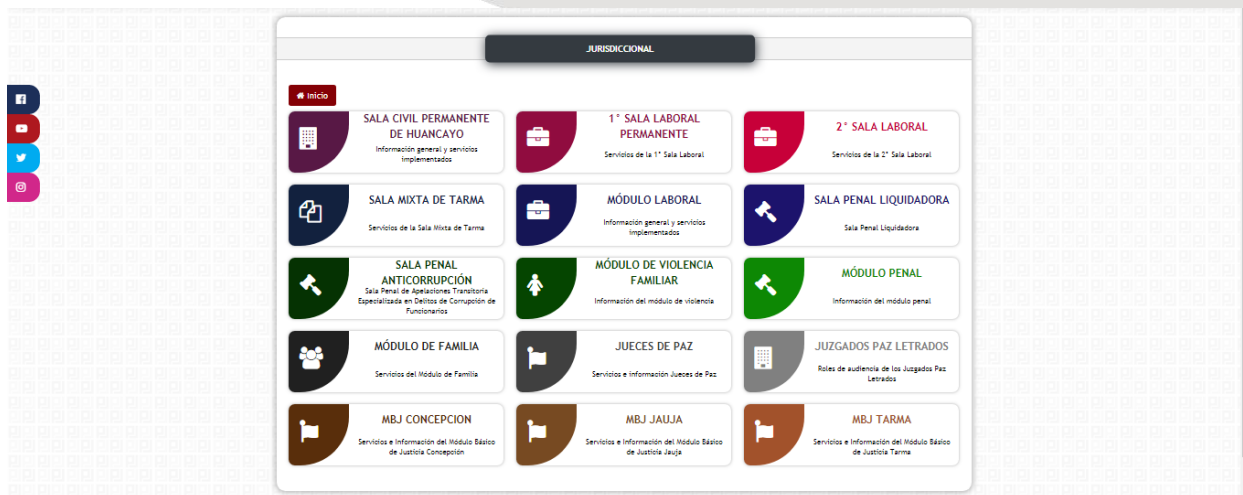 JURISDICCIONAL
Inicio
SALA CIVIL PERMANENTE
DE HUANCAYO
Información general y servicios
implementados
1° SALA LABORAL
PERMANENTE
Servicios de la 1° Sala Laboral
2° SALA LABORAL
Servicios de la 2° Sala Laboral
SALA MIXTA DE TARMA
Servicios de la Sala Mixta de Tarma
MÓDULO LABORAL
Información general y servicios
implementados
SALA PENAL LIQUIDADORA
Sala Penal Liquidadora
SALA PENAL
ANTICORRUPCIÓN
Sala Penal de Apelaciones Transitoria
Especializada en Delitos de Corrupción de
Funcionarios
MÓDULO DE VIOLENCIA
FAMILIAR
Información del módulo de violencia
MÓDULO PENAL
Información del módulo penal
MÓDULO DE FAMILIA
Servicios del Módulo de Familia
JUECES DE PAZ
Servicios e información Jueces de Paz
JUZGADOS PAZ LETRADOS
Roles de audiencia de los Juzgados Paz
Letrados
MBJ CONCEPCION
Servicios e Información del Módulo Básico
de Justicia Concepción
MBJ JAUJA
Servicios e Información del Módulo Básico
de Justicia Jauja
MBJ TARMA
Servicios e Información del Módulo Básico
de Justicia Tarma